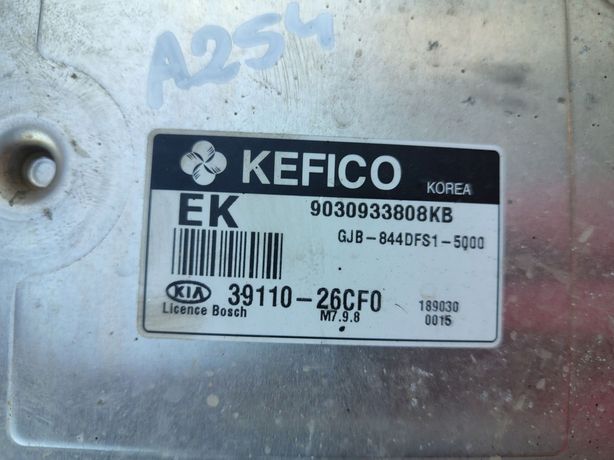 A254
KEFICO KOREA
EK 9030933808KB
GJB-844DFS1-5000
KIA 39110-26CF0 189030
Licence Bosch M7.9.8 0015